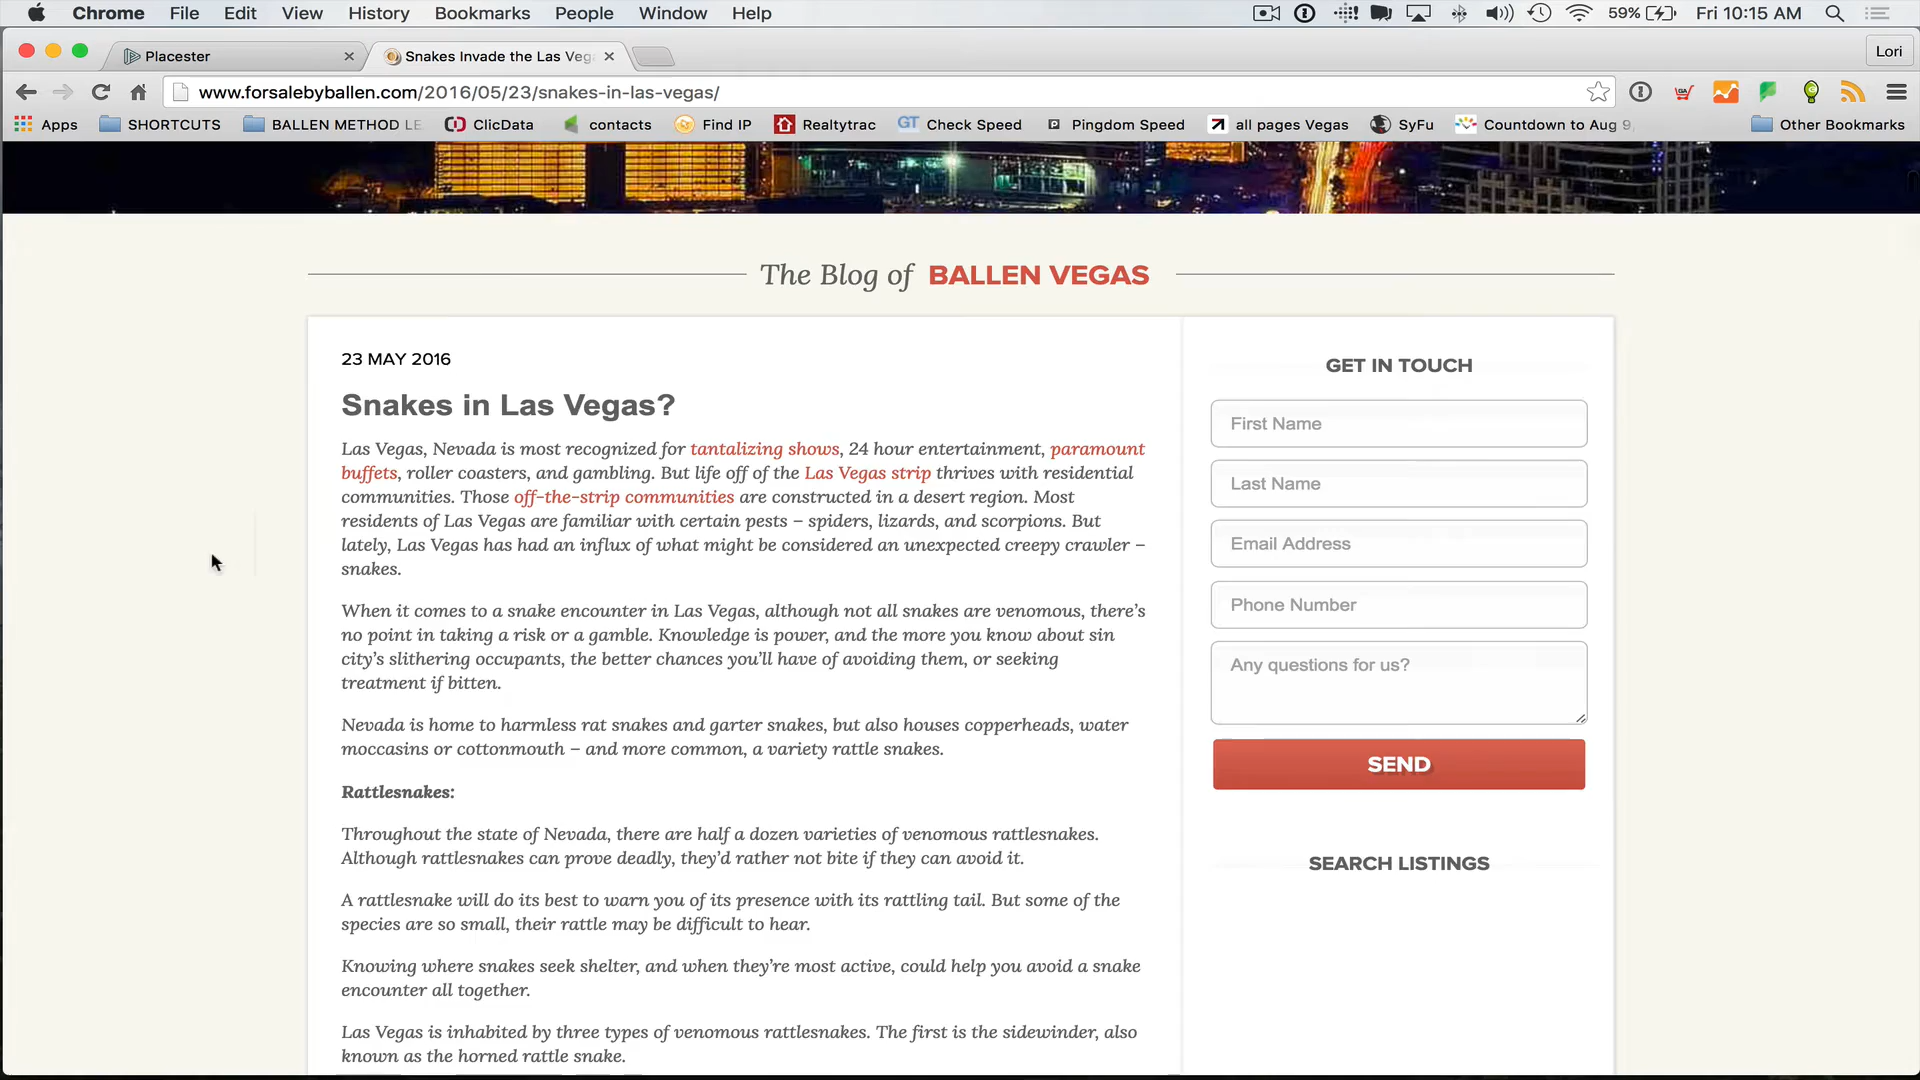 Chrome File Edit View History Bookmarks People Window Help 59% Fri 10:15 AM
Placester Snakes Invade the Las Veg Lori
www.forsalebyballen.com/2016/05/23/snakes-in-las-vegas/
Apps SHORTCUTS BALLEN METHOD LE ClicData contacts Find IP Realtytrac GT Check Speed Pingdom Speed all pages Vegas SyFu Countdown to Aug 9, Other Bookmarks
The Blog of BALLEN VEGAS
23 MAY 2016
Snakes in Las Vegas?
Las Vegas, Nevada is most recognized for tantalizing shows, 24 hour entertainment, paramount
buffets, roller coasters, and gambling. But life off of the Las Vegas strip thrives with residential
communities. Those off-the-strip communities are constructed in a desert region. Most
residents of Las Vegas are familiar with certain pests – spiders, lizards, and scorpions. But
lately, Las Vegas has had an influx of what might be considered an unexpected creepy crawler –
snakes.
When it comes to a snake encounter in Las Vegas, although not all snakes are venomous, there's
no point in taking a risk or a gamble. Knowledge is power, and the more you know about sin
city's slithering occupants, the better chances you'll have of avoiding them, or seeking
treatment if bitten.
Nevada is home to harmless rat snakes and garter snakes, but also houses copperheads, water
moccasins or cottonmouth – and more common, a variety rattle snakes.
Rattlesnakes:
Throughout the state of Nevada, there are half a dozen varieties of venomous rattlesnakes.
Although rattlesnakes can prove deadly, they'd rather not bite if they can avoid it.
A rattlesnake will do its best to warn you of its presence with its rattling tail. But some of the
species are so small, their rattle may be difficult to hear.
Knowing where snakes seek shelter, and when they're most active, could help you avoid a snake
encounter all together.
Las Vegas is inhabited by three types of venomous rattlesnakes. The first is the sidewinder, also
known as the horned rattle snake.
GET IN TOUCH
First Name
Last Name
Email Address
Phone Number
Any questions for us?
SEND
SEARCH LISTINGS